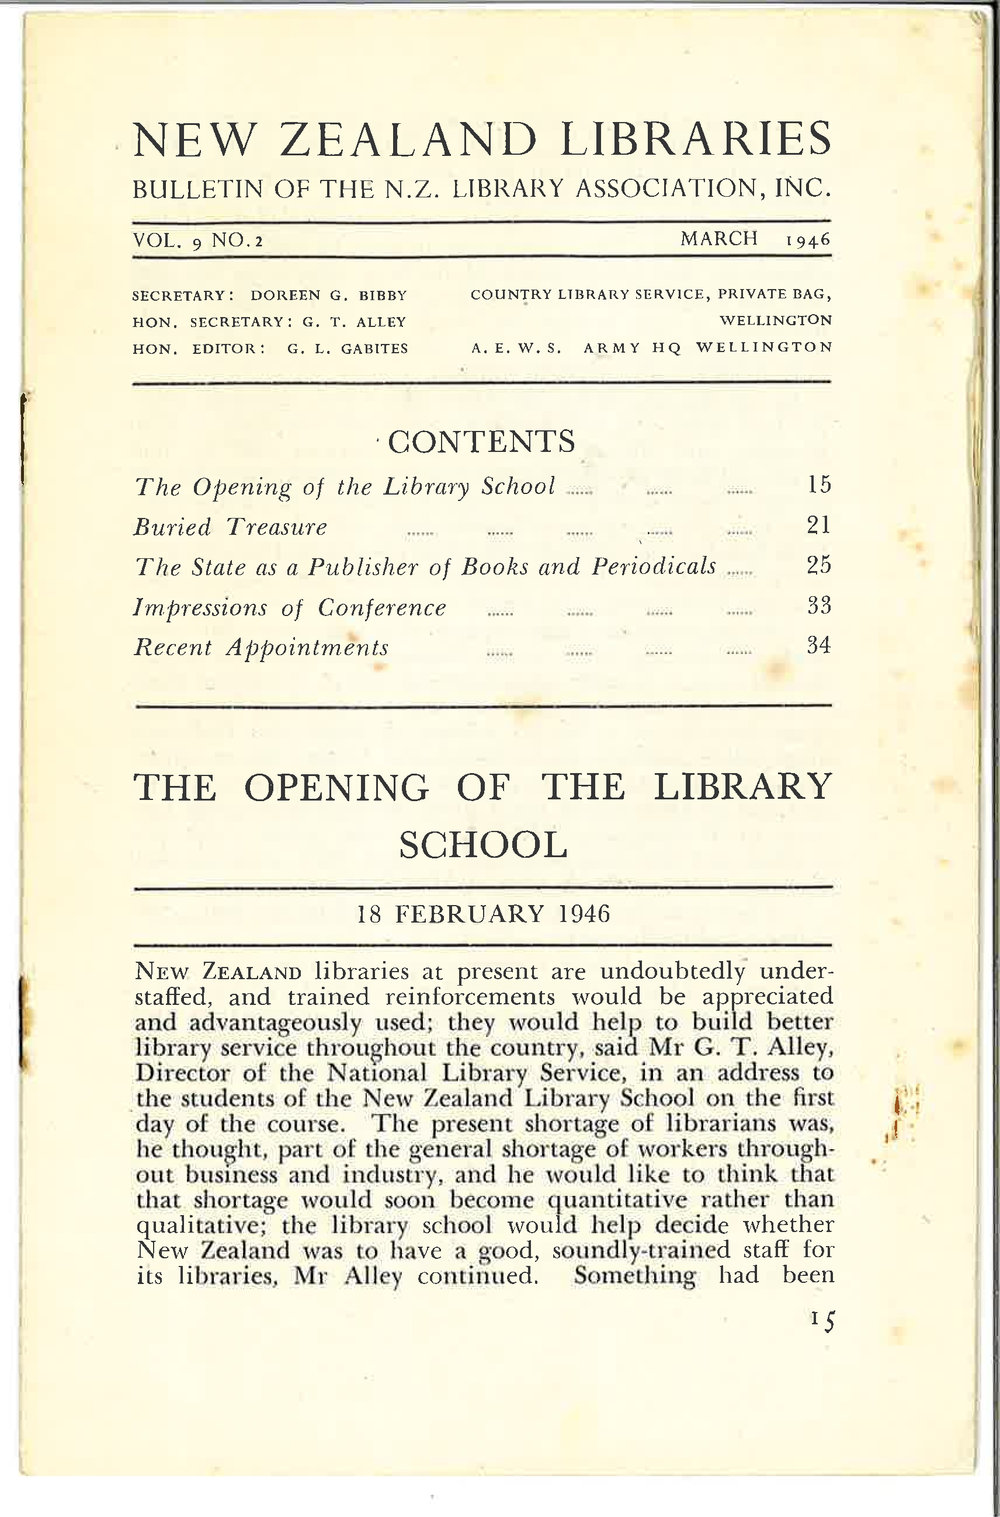 NEW ZEALAND LIBRARIES
BULLETIN OF THE N.Z. LIBRARY ASSOCIATION, INC.
VOL. 9 NO. 2 MARCH 1946
SECRETARY: DOREEN G. BIBBY COUNTRY LIBRARY SERVICE, PRIVATE BAG,
HON. SECRETARY: G. T. ALLEY WELLINGTON
HON. EDITOR: G. L. GABITES A. E. W. S. ARMY HQ WELLINGTON
CONTENTS
The Opening of the Library School ...... ...... ...... 15
Buried Treasure ...... ...... ...... ...... ...... 21
The State as a Publisher of Books and Periodicals ...... 25
Impressions of Conference ...... ...... ...... ...... 33
Recent Appointments ...... ...... ...... ...... 34
THE OPENING OF THE LIBRARY
SCHOOL
18 FEBRUARY 1946
NEW ZEALAND libraries at present are undoubtedly under-
staffed, and trained reinforcements would be appreciated
and advantageously used; they would help to build better
library service throughout the country, said Mr G. T. Alley,
Director of the National Library Service, in an address to
the students of the New Zealand Library School on the first
day of the course. The present shortage of librarians was,
he thought, part of the general shortage of workers through-
out business and industry, and he would like to think that
that shortage would soon become quantitative rather than
qualitative; the library school would help decide whether
New Zealand was to have a good, soundly-trained staff for
its libraries, Mr Alley continued. Something had been
15